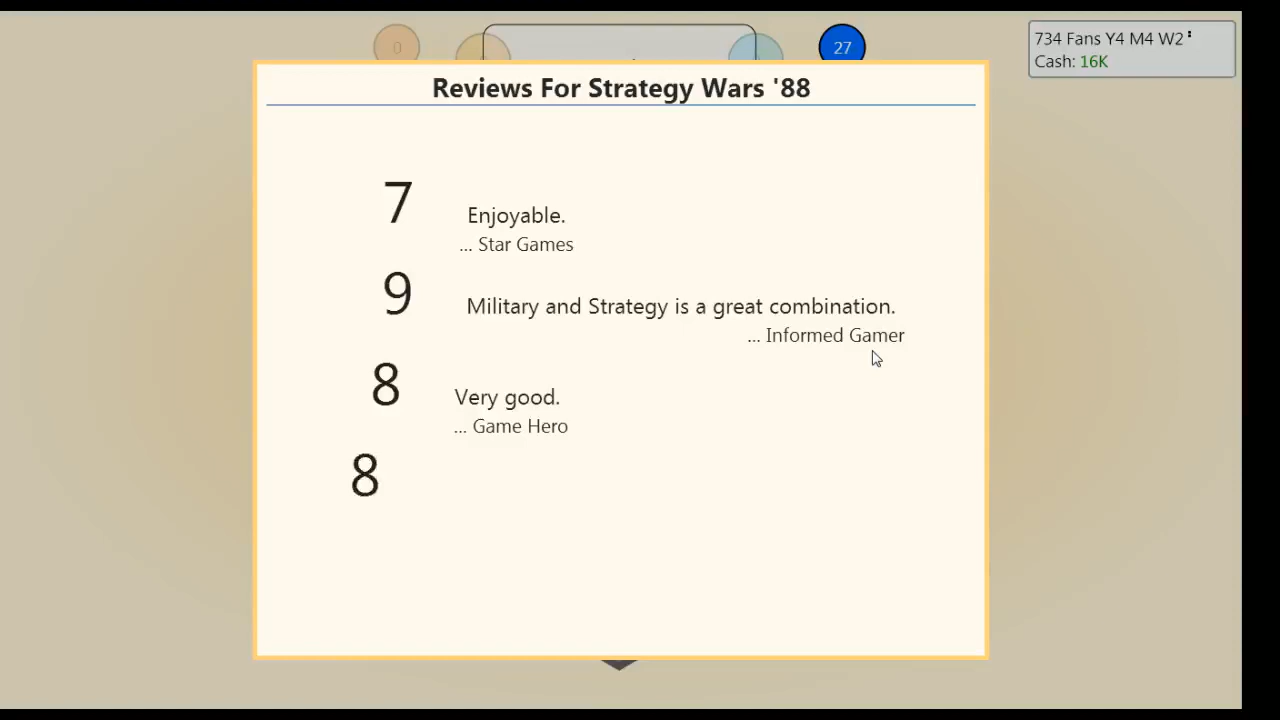 0
27
734 Fans Y4 M4 W2
Cash: 16K
Reviews For Strategy Wars '88
7
Enjoyable.
... Star Games
9
Military and Strategy is a great combination.
... Informed Gamer
8
Very good.
... Game Hero
8